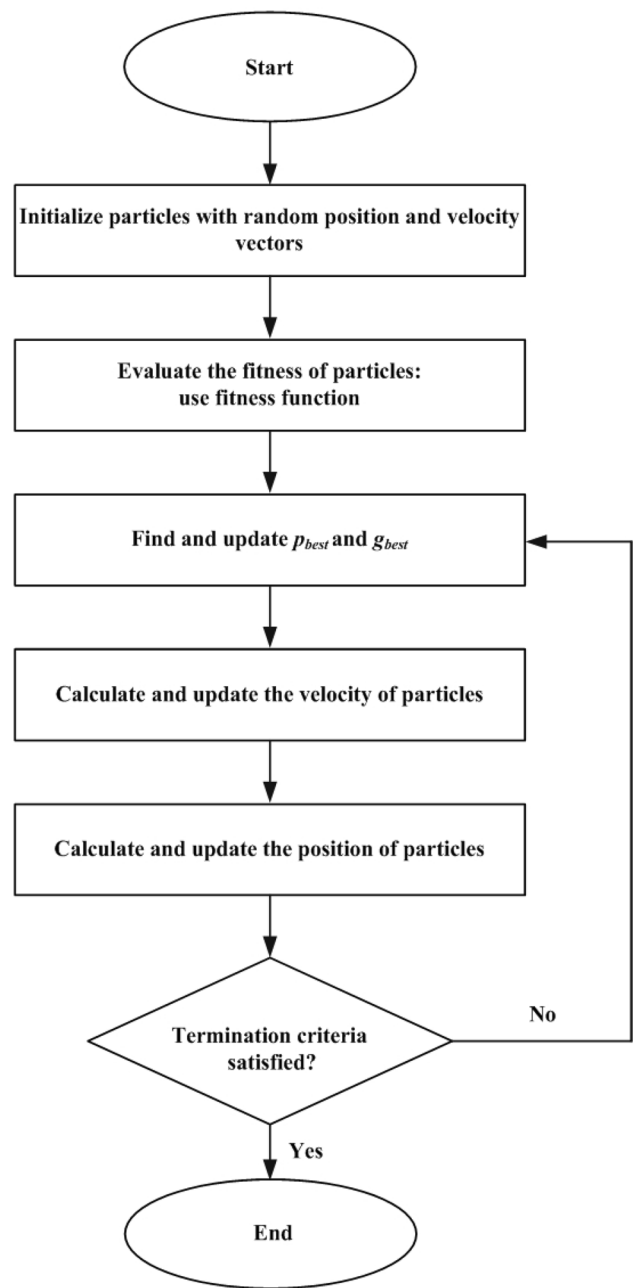 Start
Initialize particles with random position and velocity
vectors
Evaluate the fitness of particles:
use fitness function
Find and update pbest and gbest
Calculate and update the velocity of particles
Calculate and update the position of particles
Termination criteria
satisfied?
No
Yes
End